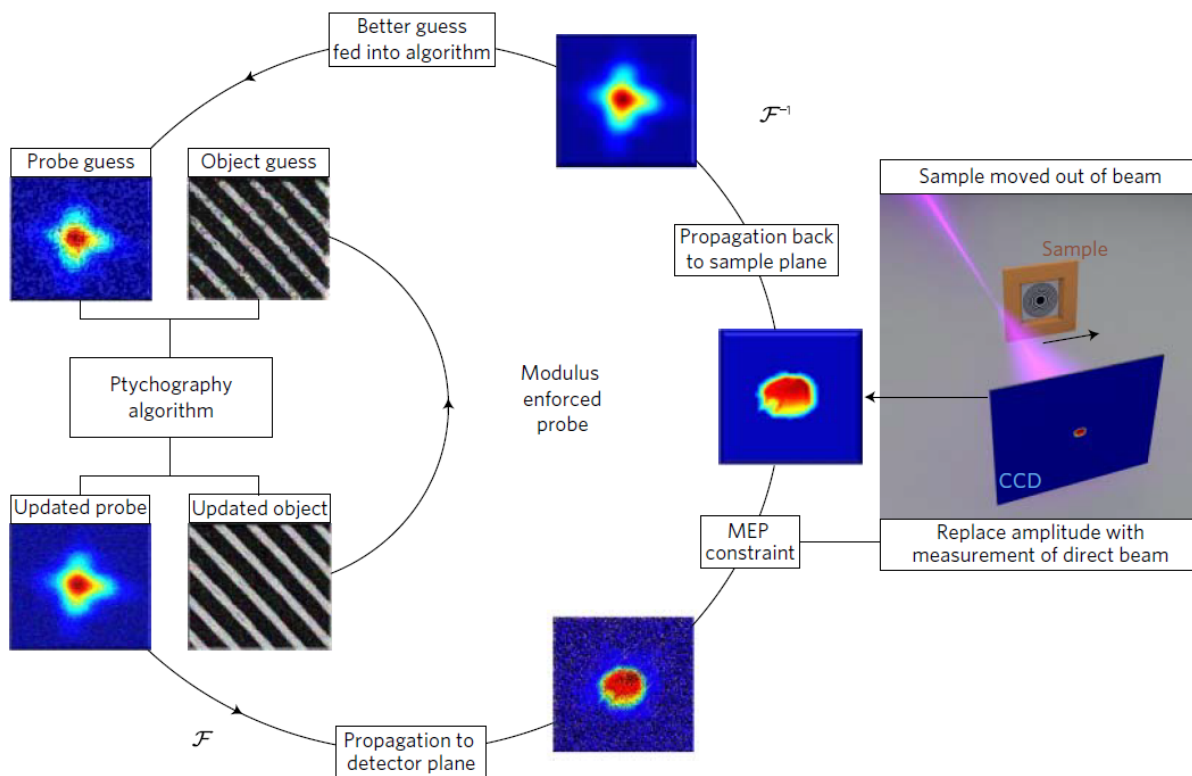 Better guess
fed into algorithm
ℱ⁻¹
Probe guess
Object guess
Sample moved out of beam
Propagation back
to sample plane
Sample
Ptychography
algorithm
Modulus
enforced
probe
CCD
Updated probe
Updated object
MEP
constraint
Replace amplitude with
measurement of direct beam
ℱ
Propagation to
detector plane